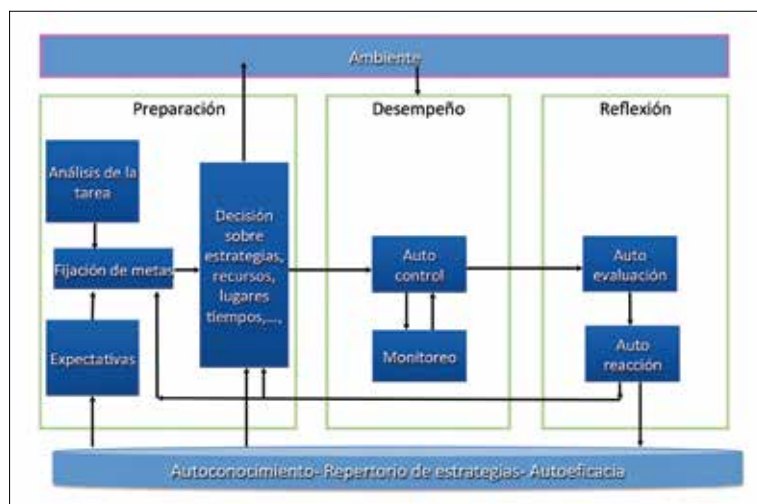 Ambiente
Preparación
Desempeño
Reflexión
Análisis de la
tarea
Fijación de metas
Expectativas
Decisión
sobre
estrategias,
recursos,
lugares
tiempos,...,
Auto
control
Monitoreo
Auto
evaluación
Auto
reacción
Autoconocimiento- Repertorio de estrategias- Autoeficacia